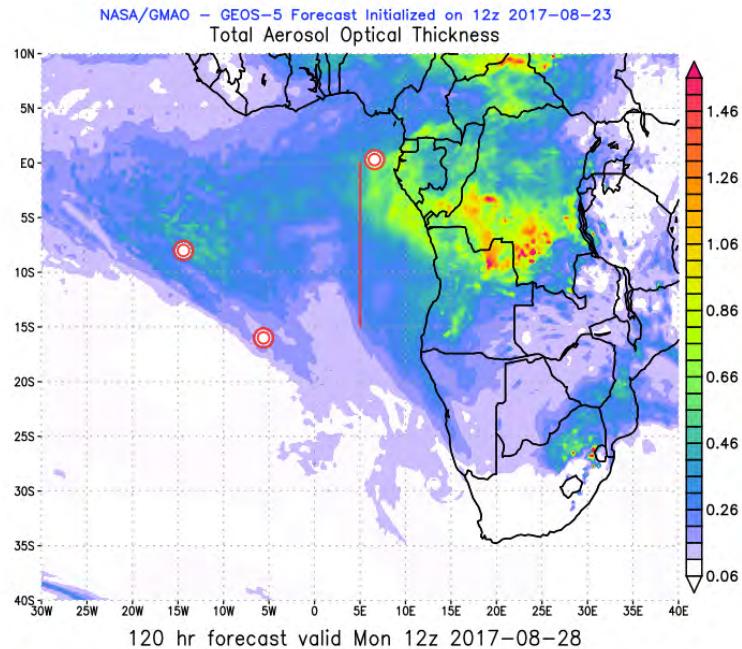 NASA/GMAO - GEOS-5 Forecast Initialized on 12z 2017-08-23
Total Aerosol Optical Thickness
10N
5N
EQ
5S
10S
15S
20S
25S
30S
35S
40S
30W 25W 20W 15W 10W 5W 0 5E 10E 15E 20E 25E 30E 35E 40E
1.46
1.26
1.06
0.86
0.66
0.46
0.26
0.06
120 hr forecast valid Mon 12z 2017-08-28